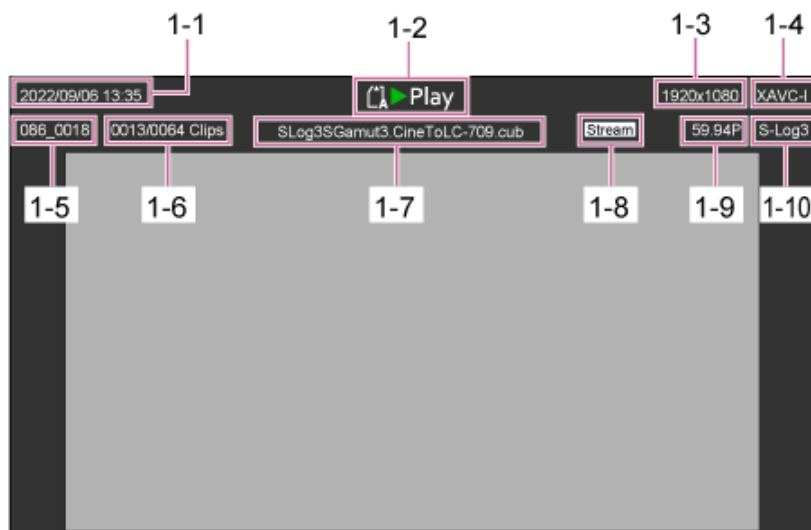 1-1 1-2 1-3 1-4
2022/09/06 13:35 A Play 1920x1080 XAVC-I
086_0018 0013/0064 Clips SLog3SGamut3.CineToLC-709.cub Stream 59.94P S-Log3
1-5 1-6 1-7 1-8 1-9 1-10